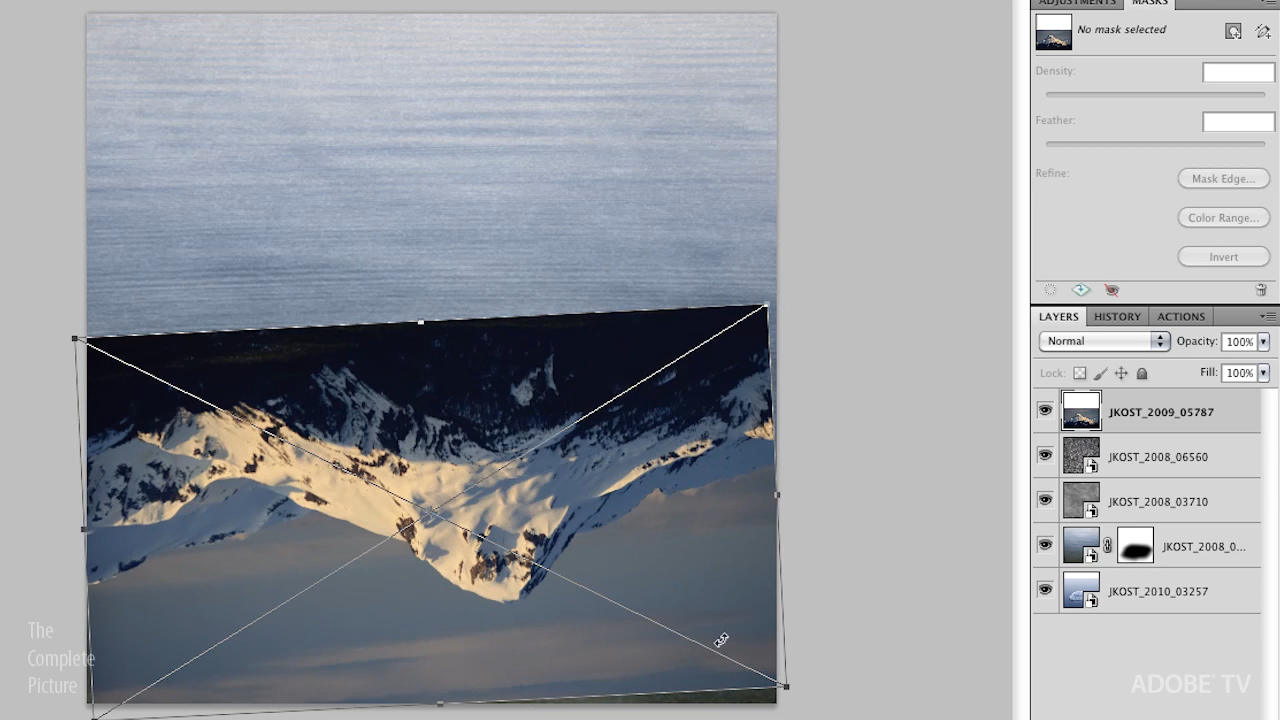 ADJUSTMENTS MASKS
No mask selected
Density:
Feather:
Refine:
Mask Edge...
Color Range...
Invert
LAYERS HISTORY ACTIONS
Normal Opacity: 100%
Lock: Fill: 100%
JKOST_2009_05787
JKOST_2008_06560
JKOST_2008_03710
JKOST_2008_0...
JKOST_2010_03257
The
Complete
Picture
ADOBE® TV